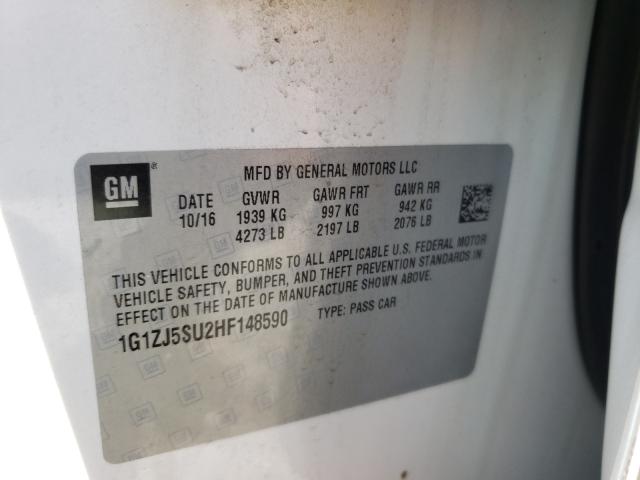 GM®
MFD BY GENERAL MOTORS LLC
DATE GVWR GAWR FRT GAWR RR
10/16 1939 KG 997 KG 942 KG
4273 LB 2197 LB 2076 LB
THIS VEHICLE CONFORMS TO ALL APPLICABLE U.S. FEDERAL MOTOR
VEHICLE SAFETY, BUMPER, AND THEFT PREVENTION STANDARDS IN
EFFECT ON THE DATE OF MANUFACTURE SHOWN ABOVE.
1G1ZJ5SU2HF148590 TYPE: PASS CAR